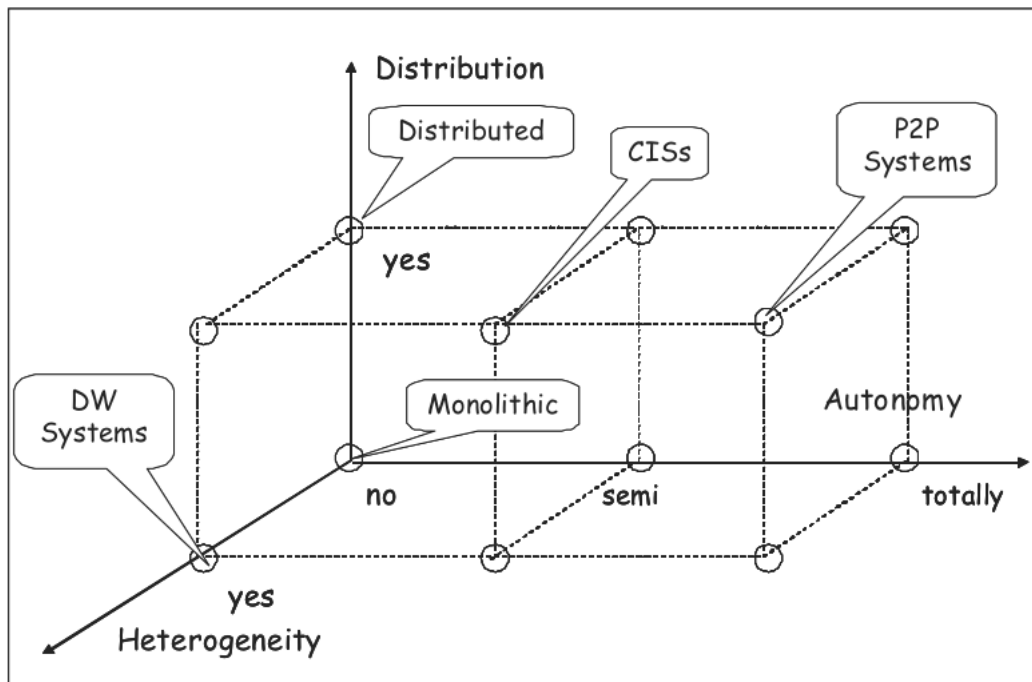 Distribution
Distributed
CISs
P2P
Systems
yes
DW
Systems
Monolithic
Autonomy
no
semi
totally
yes
Heterogeneity